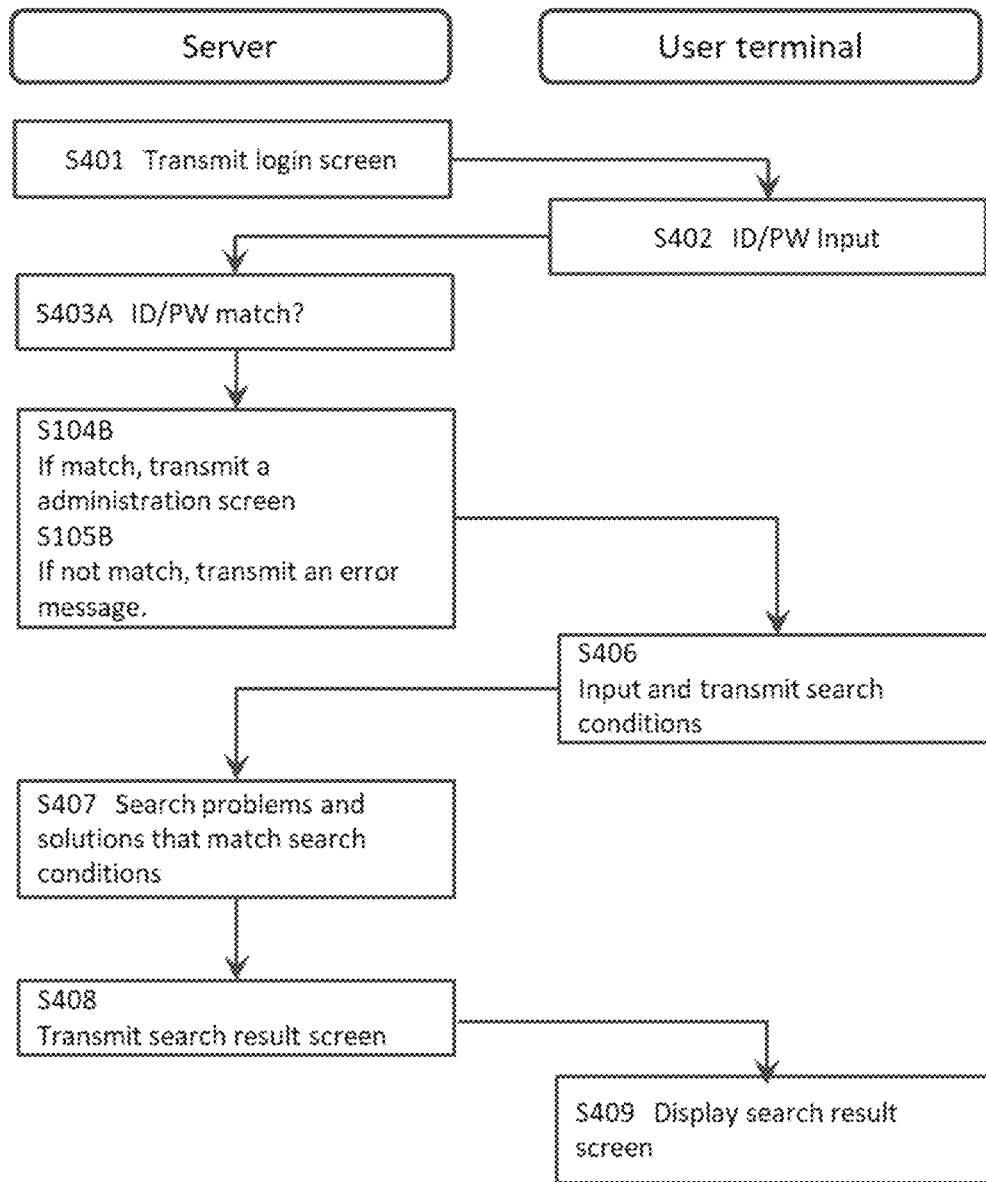 Server
User terminal
S401 Transmit login screen
S402 ID/PW Input
S403A ID/PW match?
S104B
If match, transmit a
administration screen
S105B
If not match, transmit an error
message.
S406
Input and transmit search
conditions
S407 Search problems and
solutions that match search
conditions
S408
Transmit search result screen
S409 Display search result
screen